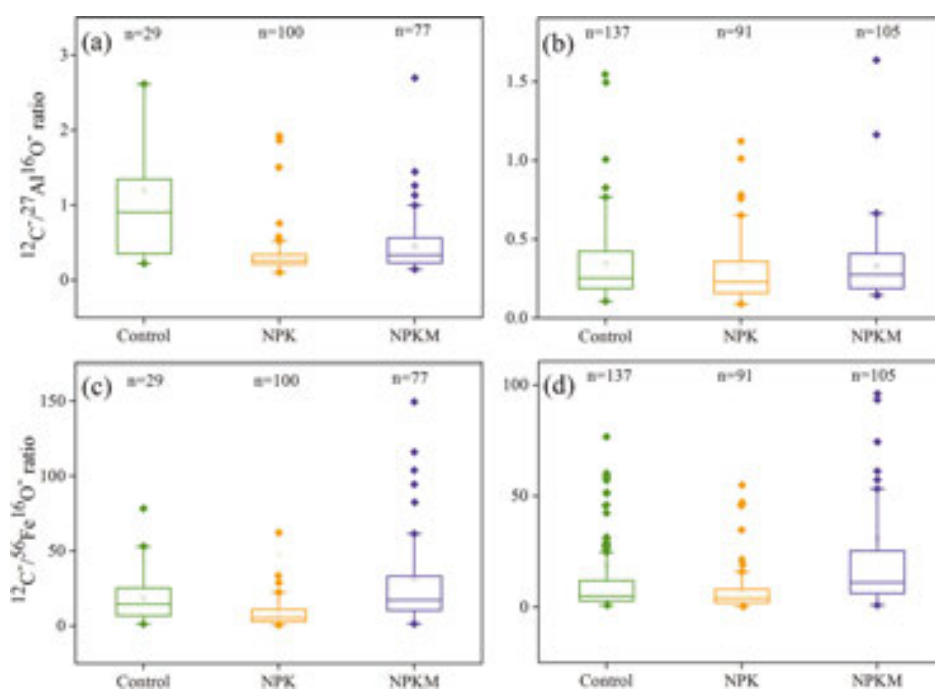 (a) n=29 n=100 n=77
3
2
1
0
¹²C⁻/²⁷Al¹⁶O⁻ ratio
Control NPK NPKM
(b) n=137 n=91 n=105
1.5
1.0
0.5
0.0
Control NPK NPKM
(c) n=29 n=100 n=77
150
100
50
0
¹²C⁻/⁵⁶Fe¹⁶O⁻ ratio
Control NPK NPKM
(d) n=137 n=91 n=105
100
50
0
Control NPK NPKM